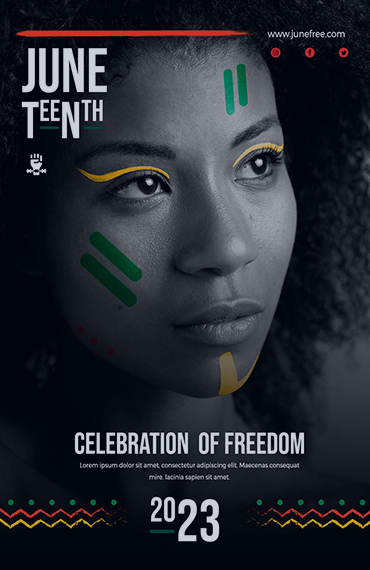 www.junefree.com
JUNE
TEENTH
CELEBRATION OF FREEDOM
Lorem ipsum dolor sit amet, consectetur adipiscing elit. Maecenas consequat
mire. lacinia sapien sit amet.
2023